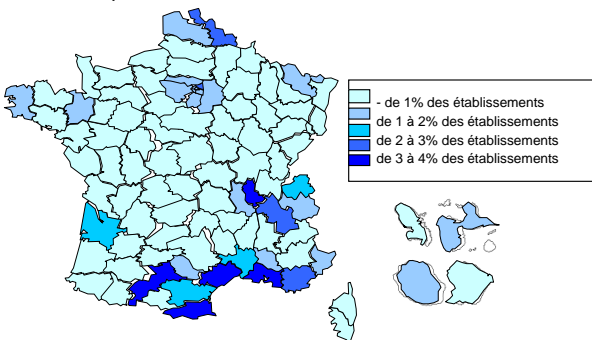 - de 1% des établissements
de 1 à 2% des établissements
de 2 à 3% des établissements
de 3 à 4% des établissements